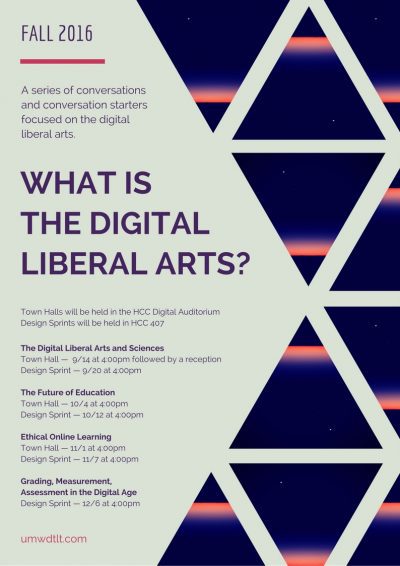 FALL 2016
A series of conversations
and conversation starters
focused on the digital
liberal arts.
WHAT IS
THE DIGITAL
LIBERAL ARTS?
Town Halls will be held in the HCC Digital Auditorium
Design Sprints will be held in HCC 407
The Digital Liberal Arts and Sciences
Town Hall — 9/14 at 4:00pm followed by a reception
Design Sprint — 9/20 at 4:00pm
The Future of Education
Town Hall — 10/4 at 4:00pm
Design Sprint — 10/12 at 4:00pm
Ethical Online Learning
Town Hall — 11/1 at 4:00pm
Design Sprint — 11/7 at 4:00pm
Grading, Measurement,
Assessment in the Digital Age
Design Sprint — 12/6 at 4:00pm
umwdtlt.com